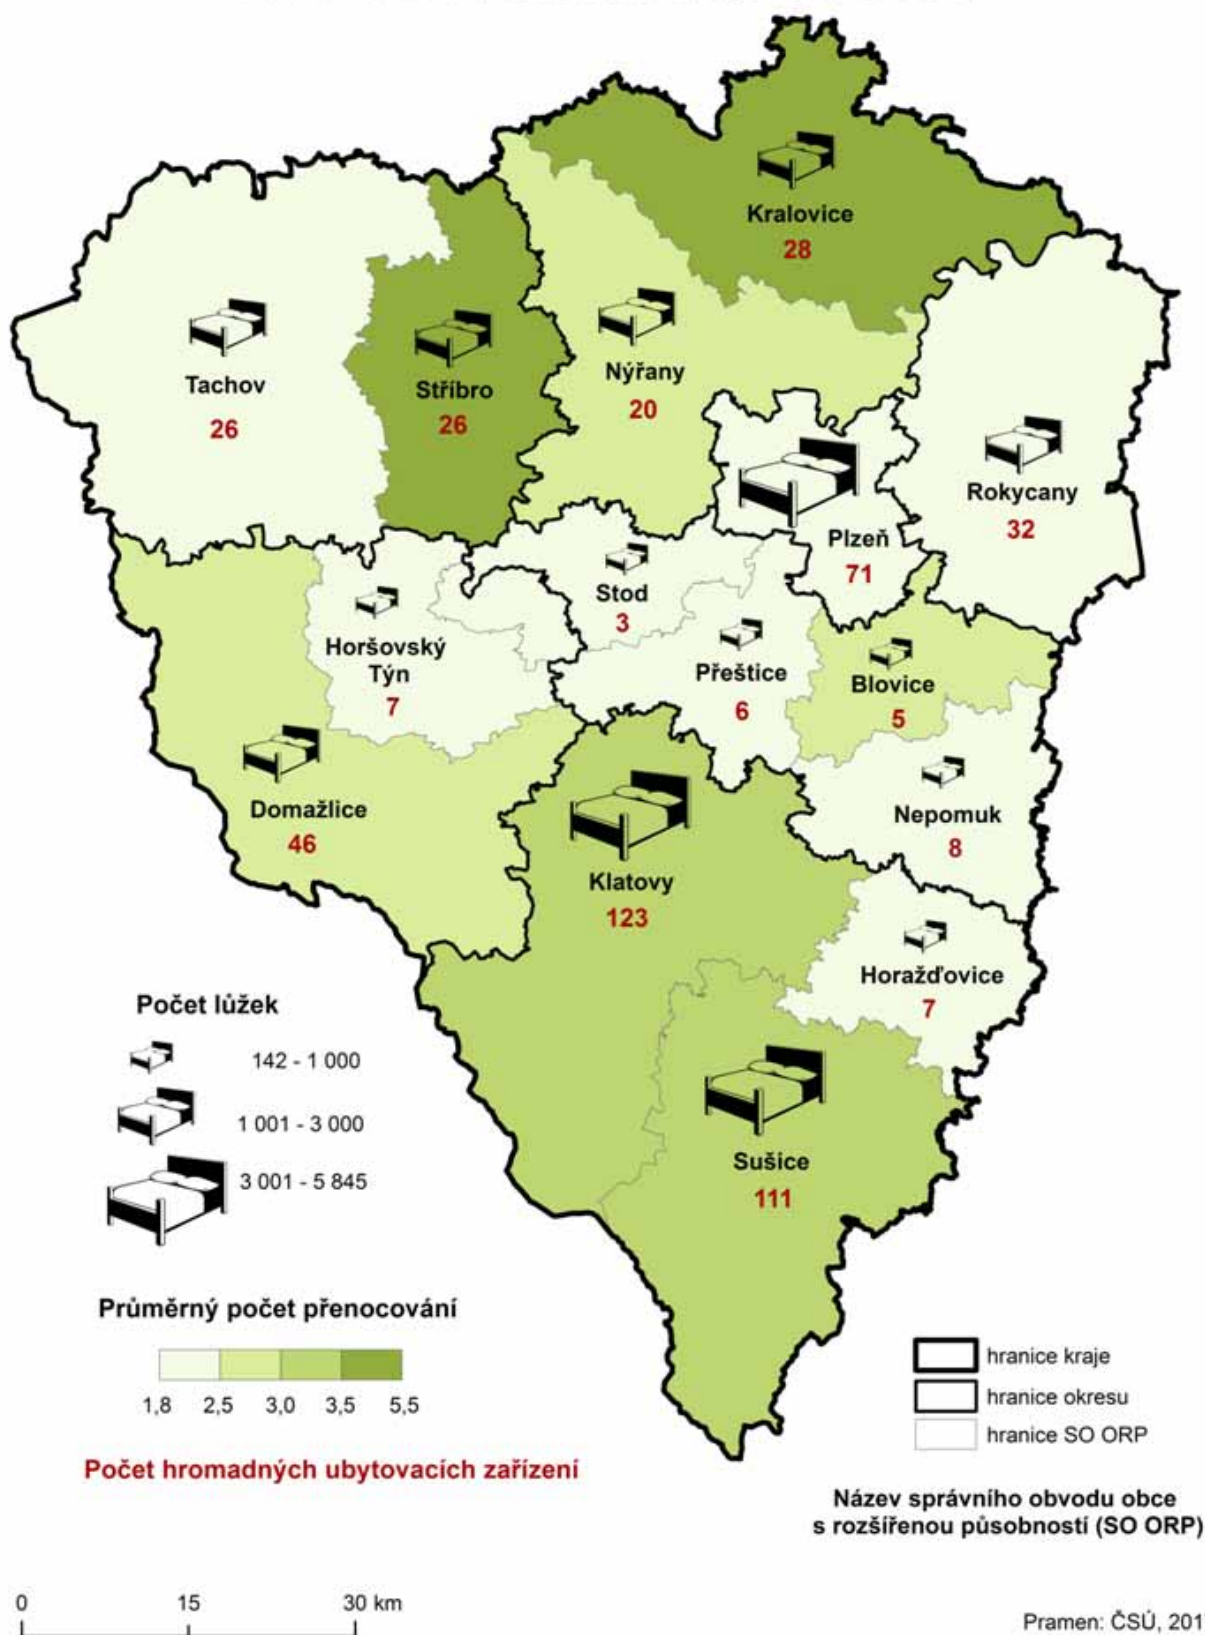 Kralovice
28
Tachov
26
Stříbro
26
Nýřany
20
Rokycany
32
Plzeň
71
Stod
3
Horšovský
Týn
7
Přeštice
6
Blovice
5
Domažlice
46
Klatovy
123
Nepomuk
8
Horažďovice
7
Sušice
111
Počet lůžek
142 - 1 000
1 001 - 3 000
3 001 - 5 845
Průměrný počet přenocování
1,8 2,5 3,0 3,5 5,5
Počet hromadných ubytovacích zařízení
hranice kraje
hranice okresu
hranice SO ORP
Název správního obvodu obce
s rozšířenou působností (SO ORP)
0 15 30 km
Pramen: ČSÚ, 201